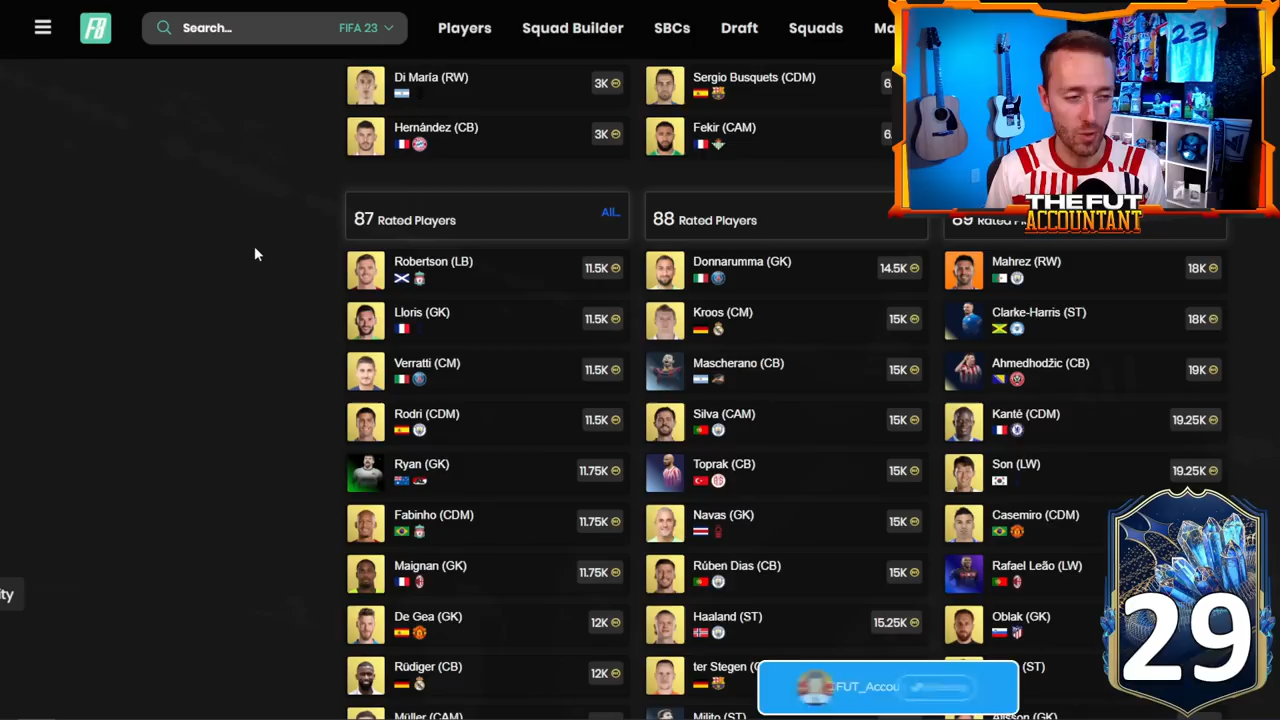 F8
Search...
FIFA 23
Players
Squad Builder
SBCs
Draft
Squads
23
Di María (RW)
3K
Sergio Busquets (CDM)
Hernández (CB)
3K
Fekir (CAM)
THE FUT
ACCOUNTANT
87 Rated Players
All...
88 Rated Players
89 Rated
Robertson (LB)
11.5K
Donnarumma (GK)
14.5K
Mahrez (RW)
18K
Lloris (GK)
11.5K
Kroos (CM)
15K
Clarke-Harris (ST)
18K
Verratti (CM)
11.5K
Mascherano (CB)
15K
Ahmedhodžic (CB)
19K
Rodri (CDM)
11.5K
Silva (CAM)
15K
Kanté (CDM)
19.25K
Ryan (GK)
11.75K
Toprak (CB)
15K
Son (LW)
19.25K
Fabinho (CDM)
11.75K
Navas (GK)
15K
Casemiro (CDM)
Maignan (GK)
11.75K
Rúben Dias (CB)
15K
Rafael Leão (LW)
ity
De Gea (GK)
12K
Haaland (ST)
15.25K
Oblak (GK)
29
Rüdiger (CB)
12K
ter Stegen
(ST)
FUT_Accou
Müller (CAM)
Milito (ST)
Alisson (GK)